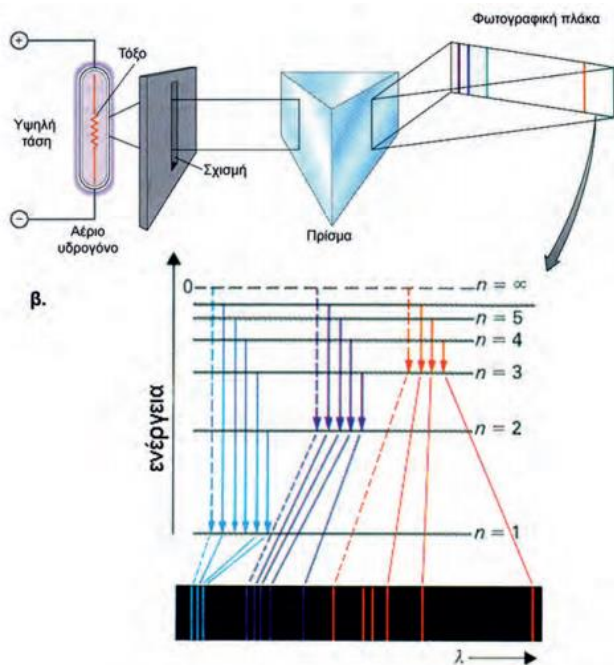 Φωτογραφική πλάκα
+
Τόξο
Υψηλή
τάση
Σχισμή
−
Αέριο
υδρογόνο
Πρίσμα
β.
ενέργεια
0
n = ∞
n = 5
n = 4
n = 3
n = 2
n = 1
λ